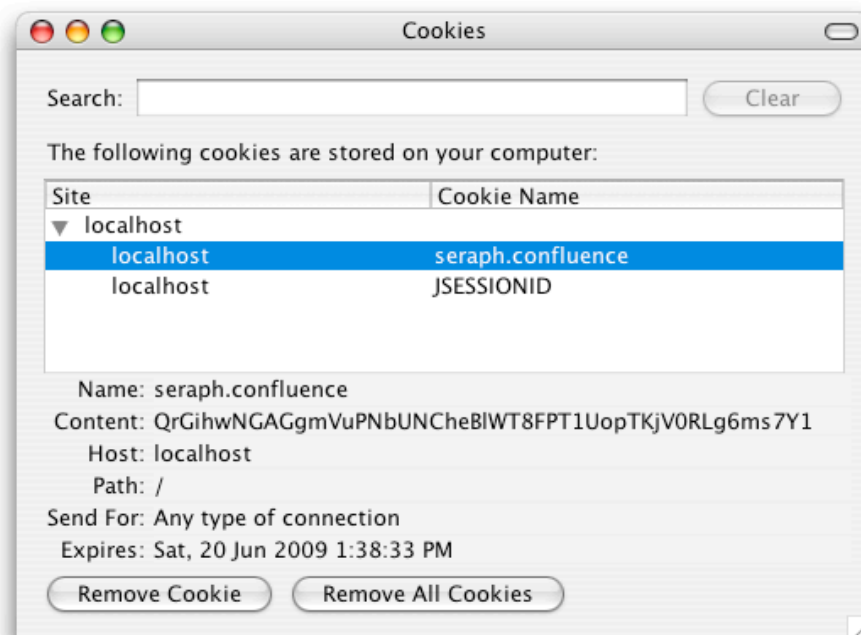 Cookies
Search:
Clear
The following cookies are stored on your computer:
Site Cookie Name
localhost
localhost seraph.confluence
localhost JSESSIONID
Name: seraph.confluence
Content: QrGihwNGAGgmVuPNbUNCheBlWT8FPT1UopTKjV0RLg6ms7Y1
Host: localhost
Path: /
Send For: Any type of connection
Expires: Sat, 20 Jun 2009 1:38:33 PM
Remove Cookie Remove All Cookies